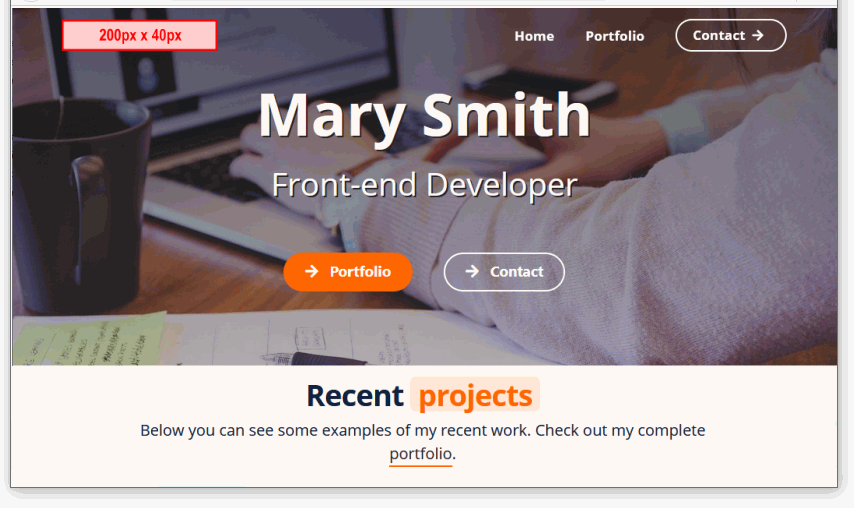 200px x 40px
Home
Portfolio
Contact →
Mary Smith
Front-end Developer
→ Portfolio
→ Contact
Recent projects
Below you can see some examples of my recent work. Check out my complete
portfolio.